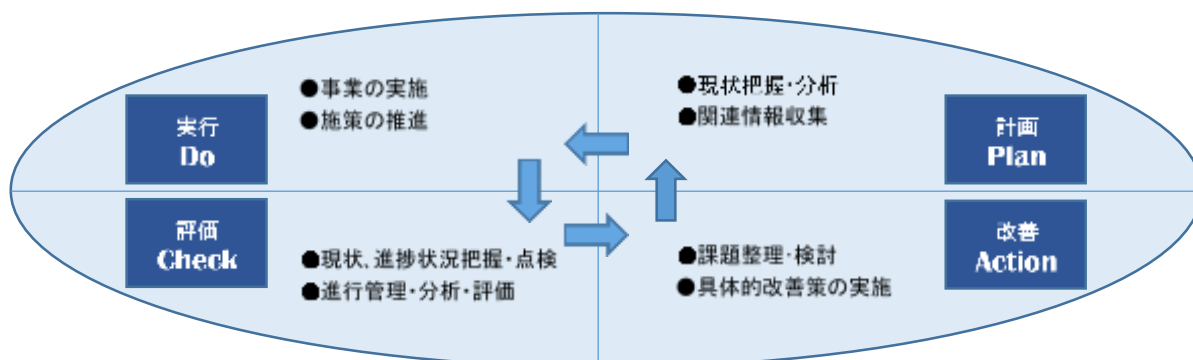 ●事業の実施
●施策の推進
実行
Do
●現状把握・分析
●関連情報収集
計画
Plan
評価
Check
●現状、進捗状況把握・点検
●進行管理・分析・評価
●課題整理・検討
●具体的改善策の実施
改善
Action